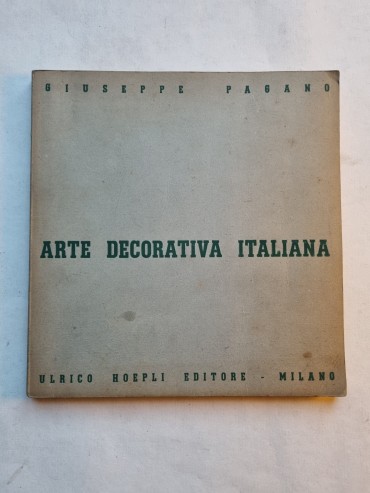 GIUSEPPE PAGANO
ARTE DECORATIVA ITALIANA
ULRICO HOEPLI EDITORE - MILANO